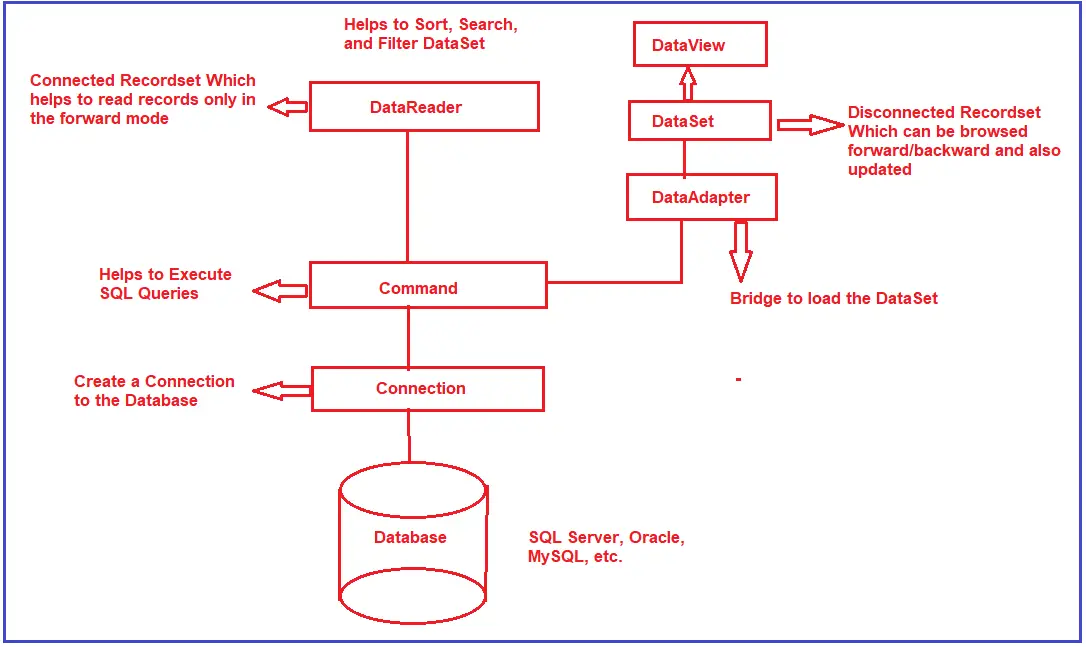 Helps to Sort, Search,
and Filter DataSet
DataView
Connected Recordset Which
helps to read records only in
the forward mode
DataReader
DataSet
Disconnected Recordset
Which can be browsed
forward/backward and also
updated
DataAdapter
Helps to Execute
SQL Queries
Command
Bridge to load the DataSet
Create a Connection
to the Database
Connection
Database
SQL Server, Oracle,
MySQL, etc.